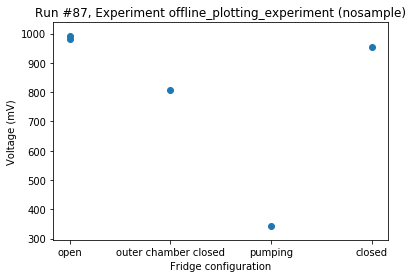 Run #87, Experiment offline_plotting_experiment (nosample)
1000
900
800
700
600
500
400
300
Voltage (mV)
open outer chamber closed pumping closed
Fridge configuration